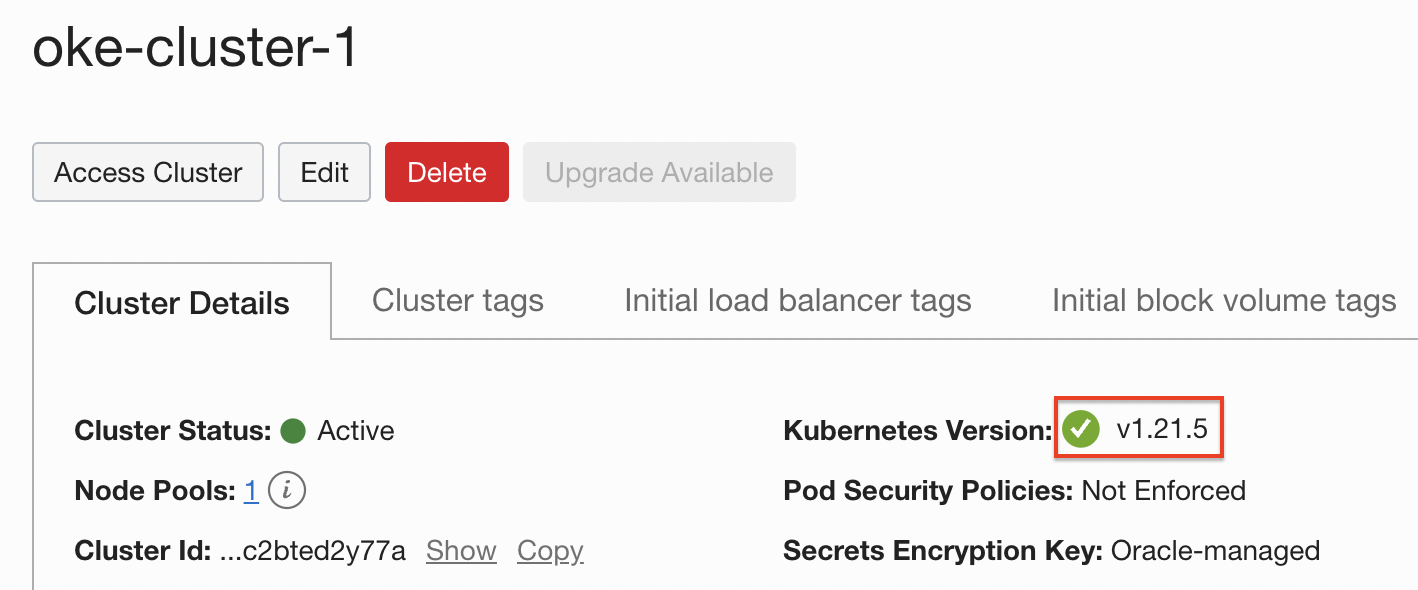 oke-cluster-1
Access Cluster Edit Delete Upgrade Available
Cluster Details Cluster tags Initial load balancer tags Initial block volume tags
Cluster Status: Active Kubernetes Version: v1.21.5
Node Pools: 1 i Pod Security Policies: Not Enforced
Cluster Id: ...c2bted2y77a Show Copy Secrets Encryption Key: Oracle-managed